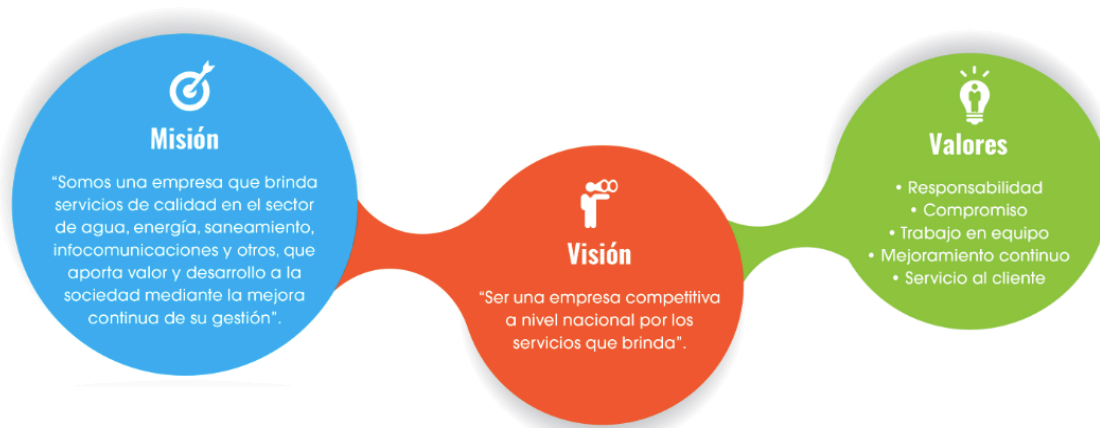 Misión
“Somos una empresa que brinda
servicios de calidad en el sector
de agua, energía, saneamiento,
infocomunicaciones y otros, que
aporta valor y desarrollo a la
sociedad mediante la mejora
continua de su gestión”.
Visión
“Ser una empresa competitiva
a nivel nacional por los
servicios que brinda”.
Valores
• Responsabilidad
• Compromiso
• Trabajo en equipo
• Mejoramiento continuo
• Servicio al cliente